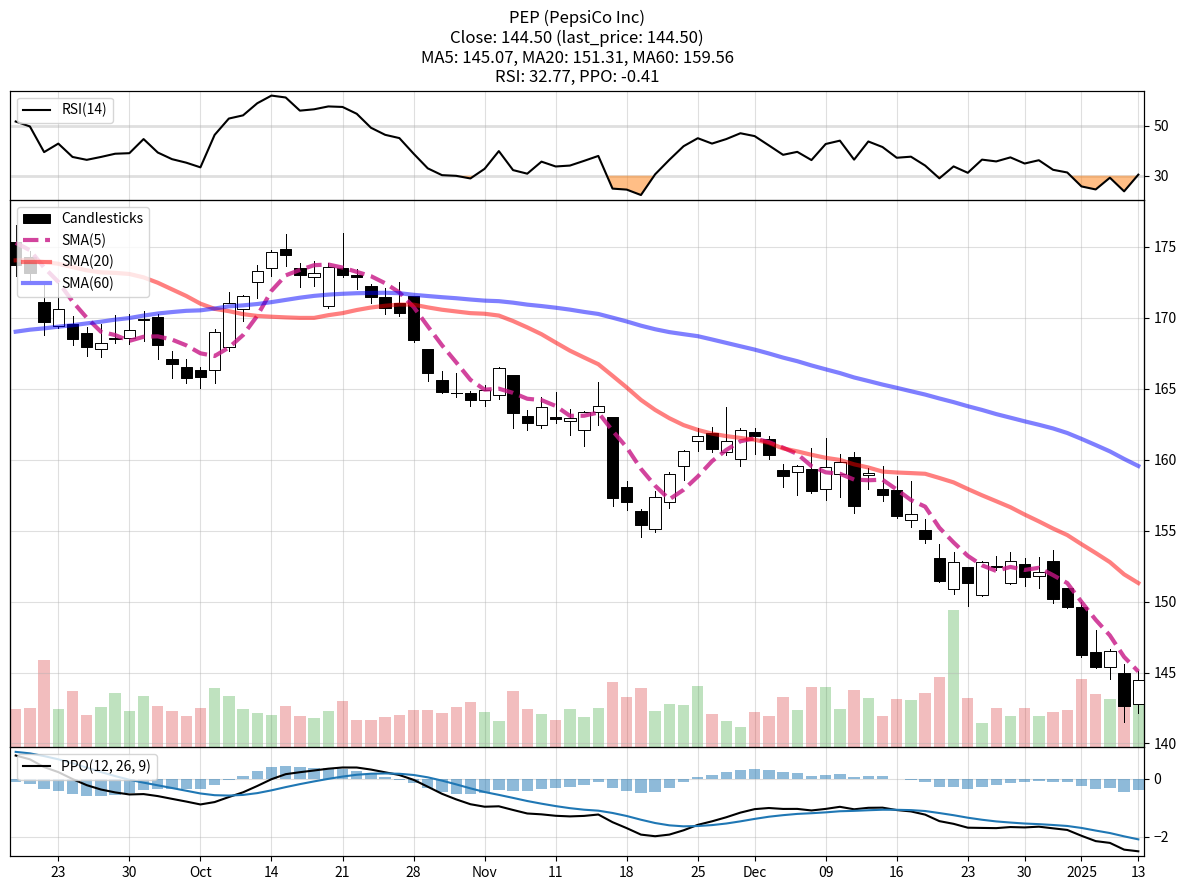 PEP (PepsiCo Inc)
Close: 144.50 (last_price: 144.50)
MA5: 145.07, MA20: 151.31, MA60: 159.56
RSI: 32.77, PPO: -0.41
RSI(14)
50
30
Candlesticks
SMA(5)
SMA(20)
SMA(60)
175
170
165
160
155
150
145
140
PPO(12, 26, 9)
0
−2
23 30 Oct 14 21 28 Nov 11 18 25 Dec 09 16 23 30 2025 13